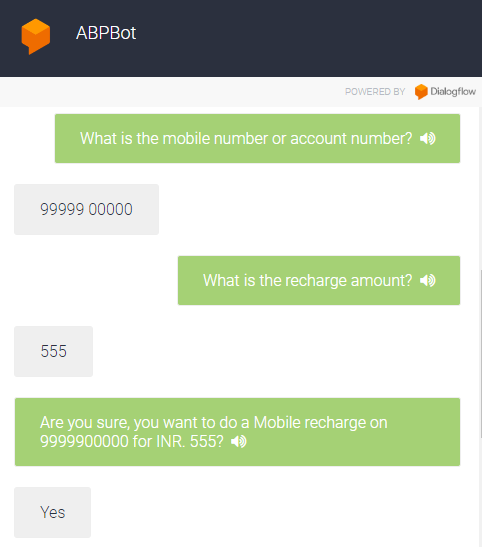 ABPBot
POWERED BY Dialogflow
What is the mobile number or account number?
99999 00000
What is the recharge amount?
555
Are you sure, you want to do a Mobile recharge on
9999900000 for INR. 555?
Yes